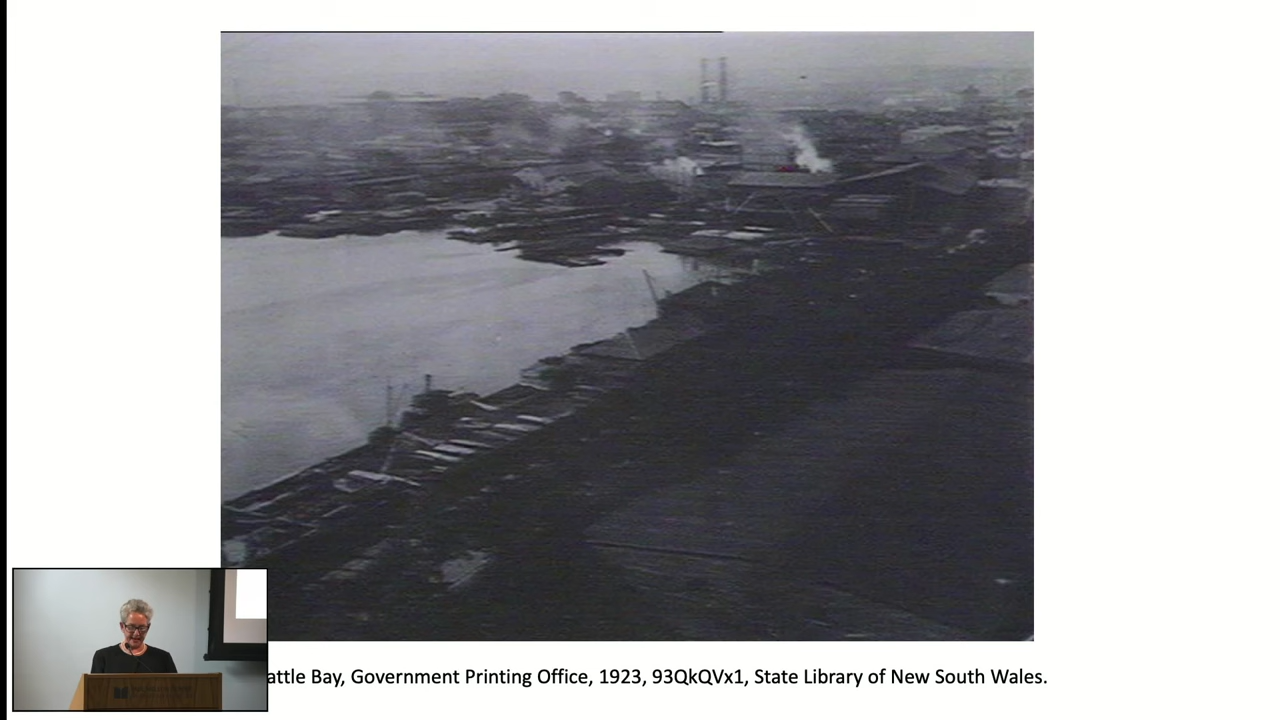 attle Bay, Government Printing Office, 1923, 93QkQVx1, State Library of New South Wales.